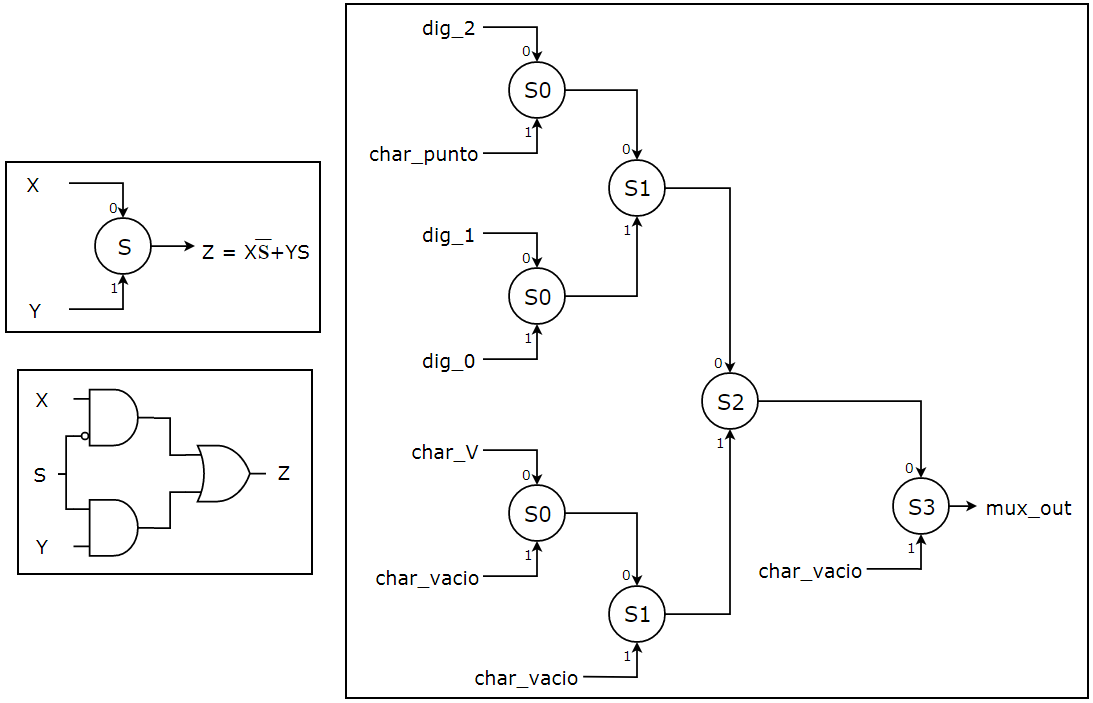 X
0
S
Z = XS̅+YS
1
Y
X
S
Z
Y
dig_2
0
S0
1
char_punto
0
S1
1
dig_1
0
S0
1
dig_0
0
S2
1
char_V
0
S0
1
char_vacio
0
S1
1
char_vacio
0
S3
mux_out
1
char_vacio